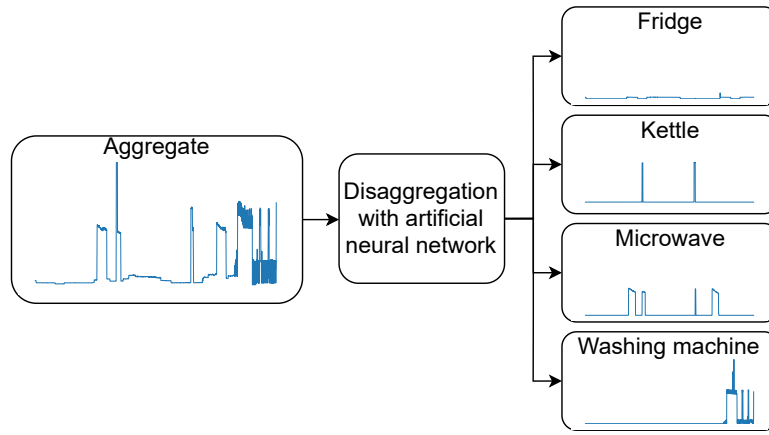 Aggregate
Disaggregation
with artificial
neural network
Fridge
Kettle
Microwave
Washing machine